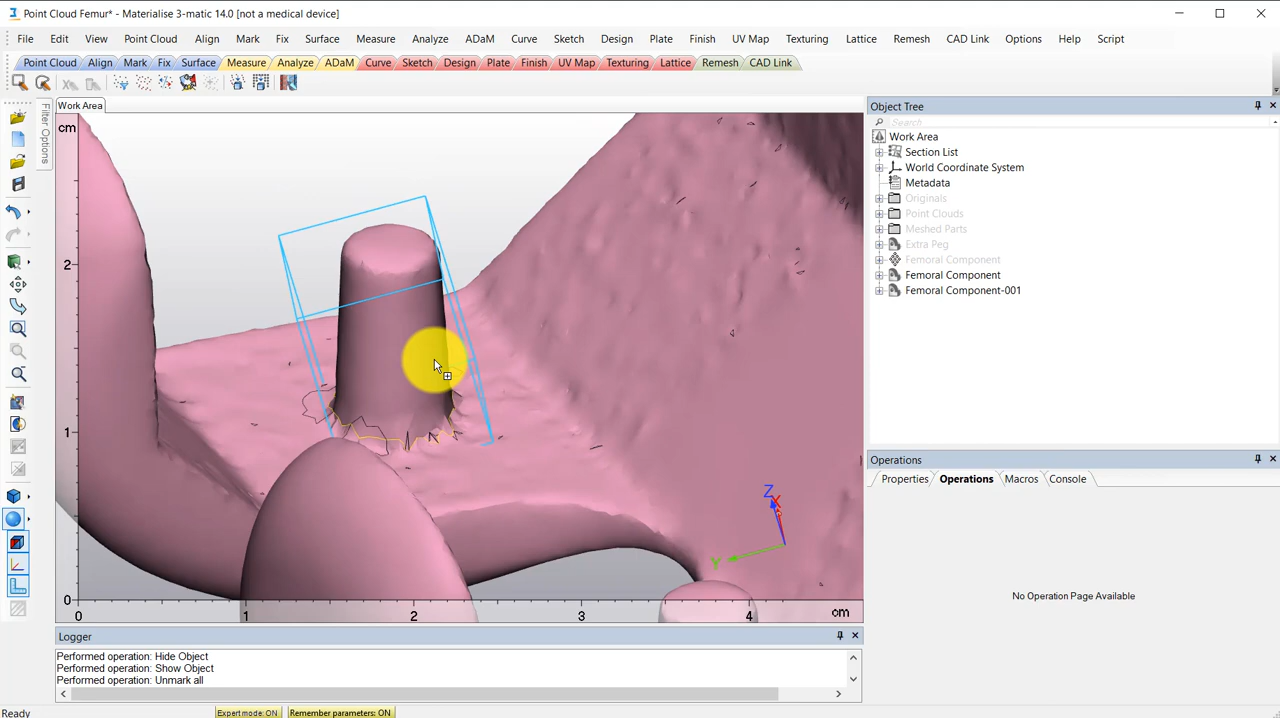 Point Cloud Femur* - Materialise 3-matic 14.0 [not a medical device]
File Edit View Point Cloud Align Mark Fix Surface Measure Analyze ADaM Curve Sketch Design Plate Finish UV Map Texturing Lattice Remesh CAD Link Options Help Script
Point Cloud Align Mark Fix Surface Measure Analyze ADaM Curve Sketch Design Plate Finish UV Map Texturing Lattice Remesh CAD Link
Filter Options
Work Area
cm
2
1
0
0 1 2 3 4 cm
Z
X
Y
Object Tree
Search
Work Area
Section List
World Coordinate System
Metadata
Originals
Point Clouds
Meshed Parts
Extra Peg
Femoral Component
Femoral Component
Femoral Component-001
Operations
Properties Operations Macros Console
No Operation Page Available
Logger
Performed operation: Hide Object
Performed operation: Show Object
Performed operation: Unmark all
Ready
Expert mode: ON
Remember parameters: ON